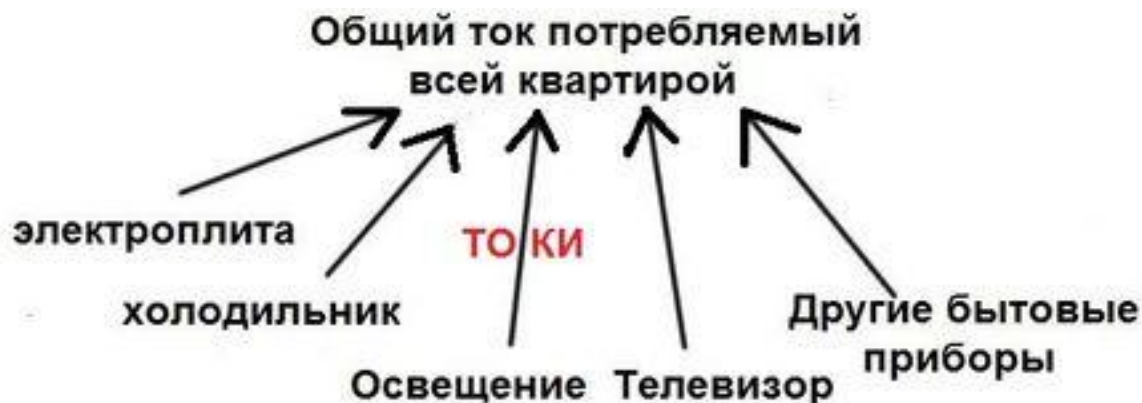 Общий ток потребляемый
всей квартирой
электроплита
ТОКИ
холодильник
Другие бытовые
приборы
Освещение
Телевизор